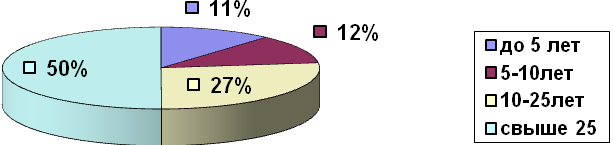 11%
12%
50%
27%
до 5 лет
5-10лет
10-25лет
свыше 25